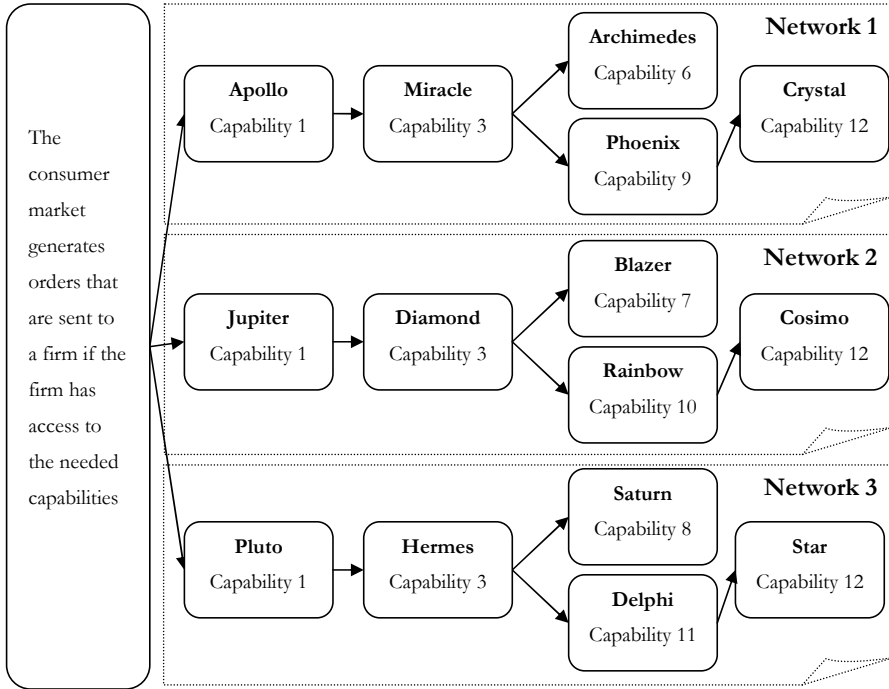 The
consumer
market
generates
orders that
are sent to
a firm if the
firm has
access to
the needed
capabilities
Network 1
Apollo
Capability 1
Miracle
Capability 3
Archimedes
Capability 6
Phoenix
Capability 9
Crystal
Capability 12
Network 2
Jupiter
Capability 1
Diamond
Capability 3
Blazer
Capability 7
Rainbow
Capability 10
Cosimo
Capability 12
Network 3
Pluto
Capability 1
Hermes
Capability 3
Saturn
Capability 8
Delphi
Capability 11
Star
Capability 12